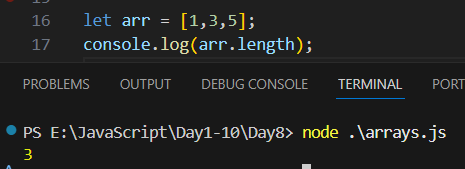 16 let arr = [1,3,5];
17 console.log(arr.length);
PROBLEMS OUTPUT DEBUG CONSOLE TERMINAL PORTS
PS E:\JavaScript\Day1-10\Day8> node .\arrays.js
3